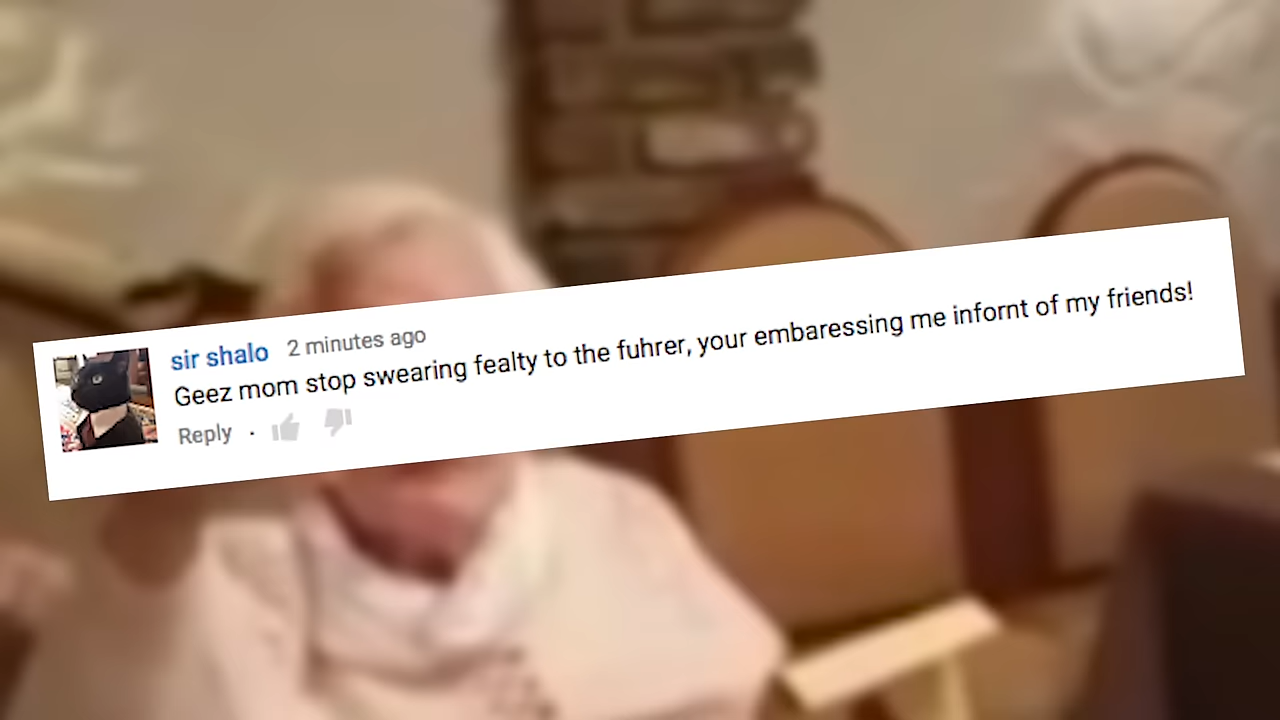 sir shalo 2 minutes ago
Geez mom stop swearing fealty to the fuhrer, your embaressing me infornt of my friends!
Reply ·